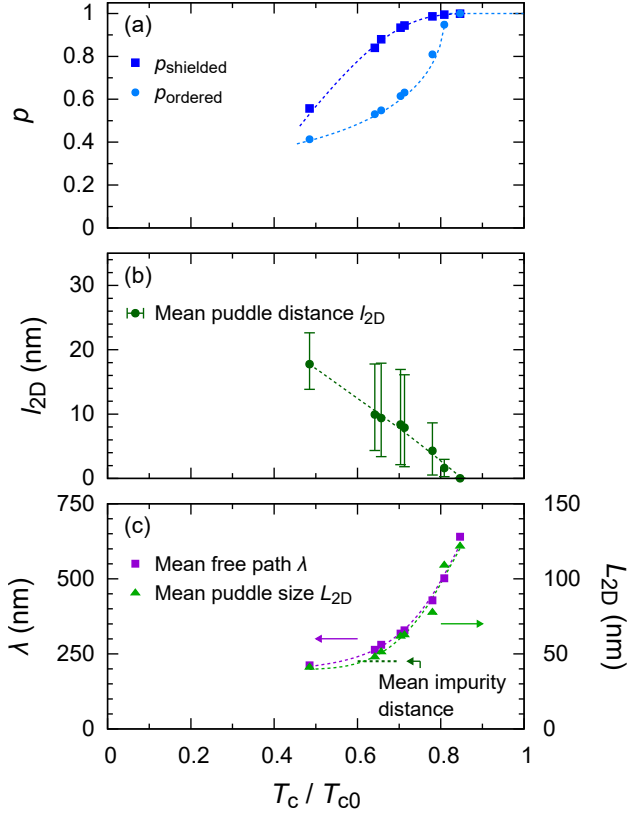 (a)
p_shielded
p_ordered
p
1
0.8
0.6
0.4
0.2
0
(b)
Mean puddle distance l_2D
l_2D (nm)
30
20
10
0
(c)
Mean free path λ
Mean puddle size L_2D
Mean impurity
distance
λ (nm)
750
500
250
0
L_2D (nm)
150
100
50
0
0 0.2 0.4 0.6 0.8 1
T_c / T_c0